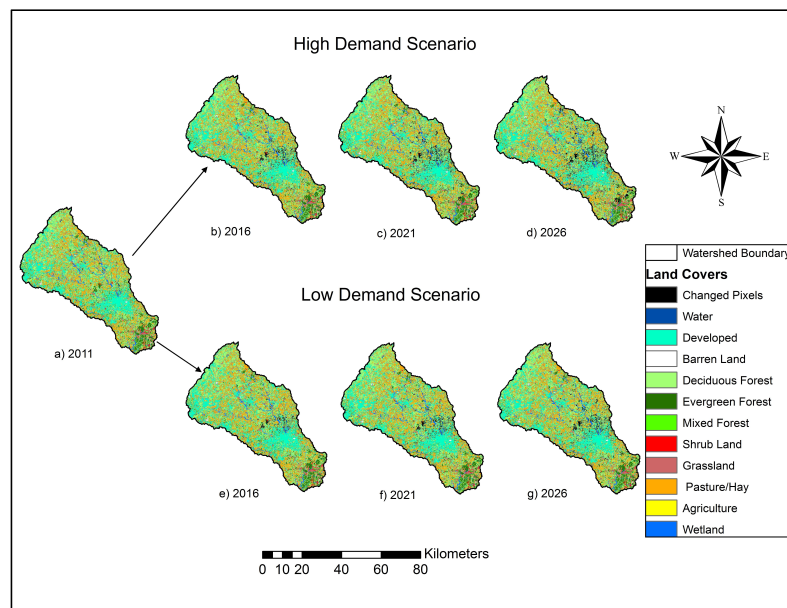 High Demand Scenario
N
W
E
S
b) 2016
c) 2021
d) 2026
a) 2011
Low Demand Scenario
e) 2016
f) 2021
g) 2026
Watershed Boundary
Land Covers
Changed Pixels
Water
Developed
Barren Land
Deciduous Forest
Evergreen Forest
Mixed Forest
Shrub Land
Grassland
Pasture/Hay
Agriculture
Wetland
Kilometers
0 10 20 40 60 80